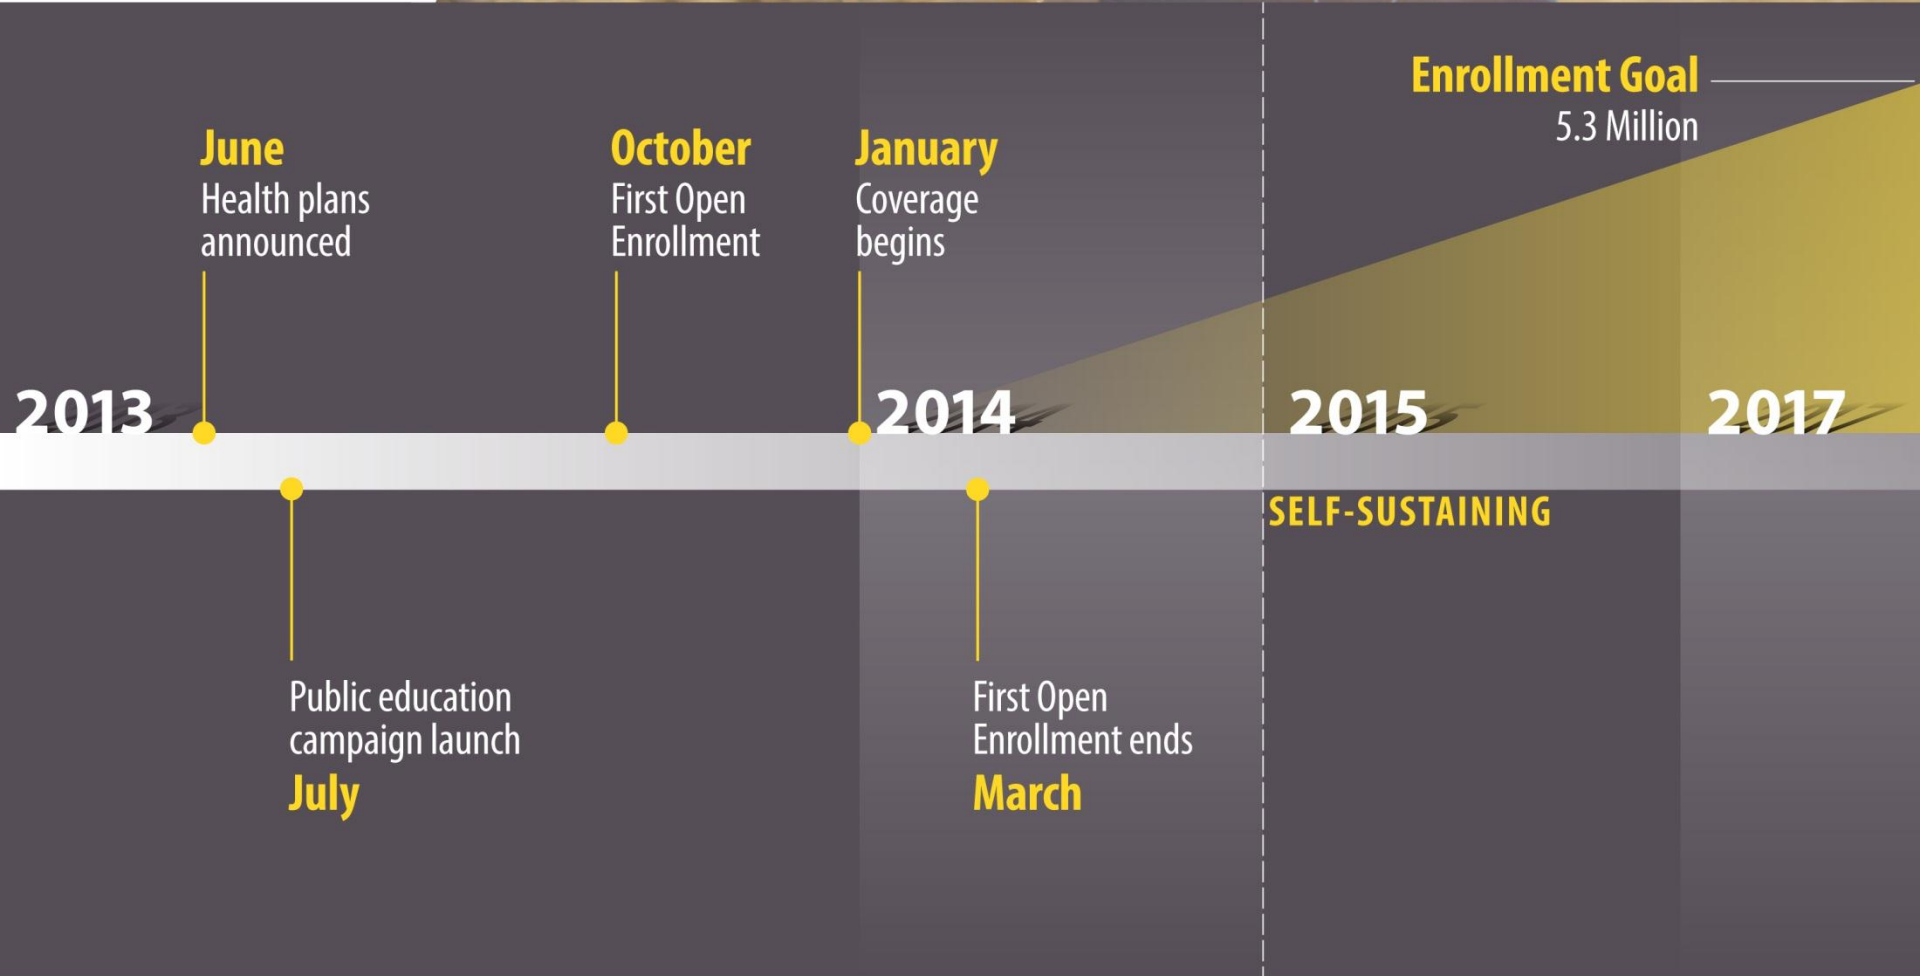 Enrollment Goal
5.3 Million
June
Health plans
announced
October
First Open
Enrollment
January
Coverage
begins
2013
2014
2015
2017
SELF-SUSTAINING
Public education
campaign launch
July
First Open
Enrollment ends
March